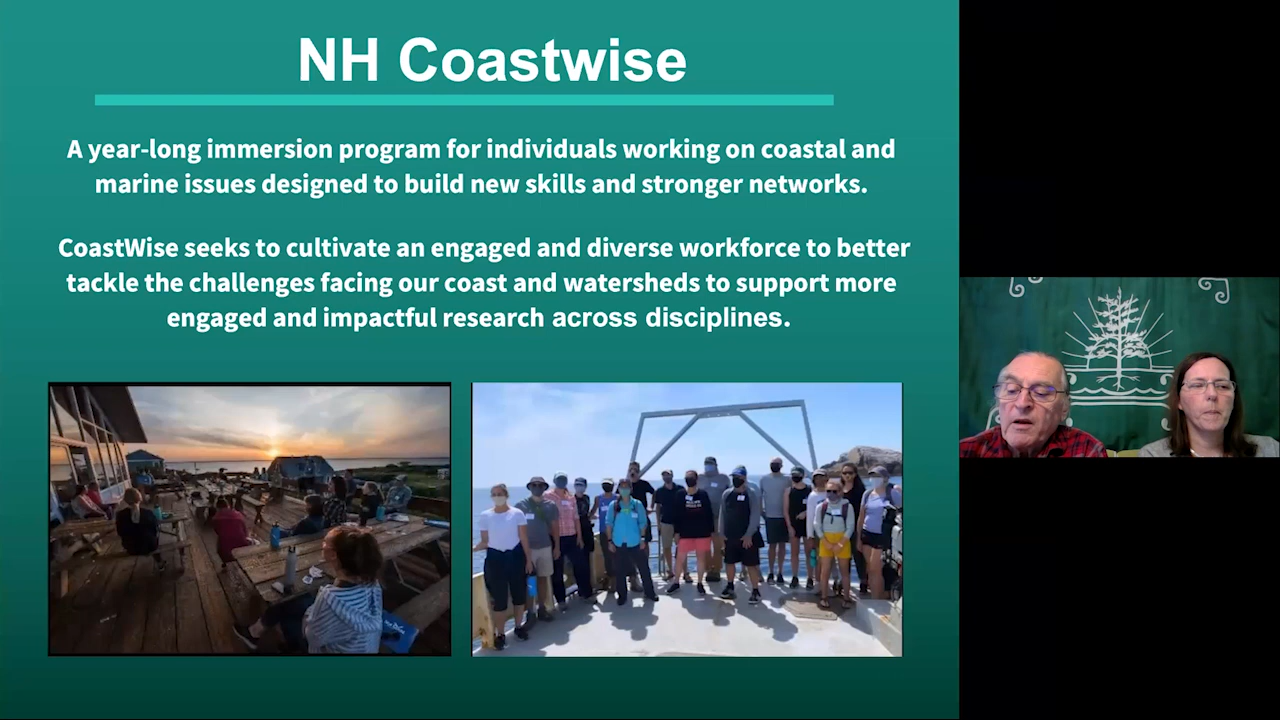 NH Coastwise
A year-long immersion program for individuals working on coastal and
marine issues designed to build new skills and stronger networks.
CoastWise seeks to cultivate an engaged and diverse workforce to better
tackle the challenges facing our coast and watersheds to support more
engaged and impactful research across disciplines.